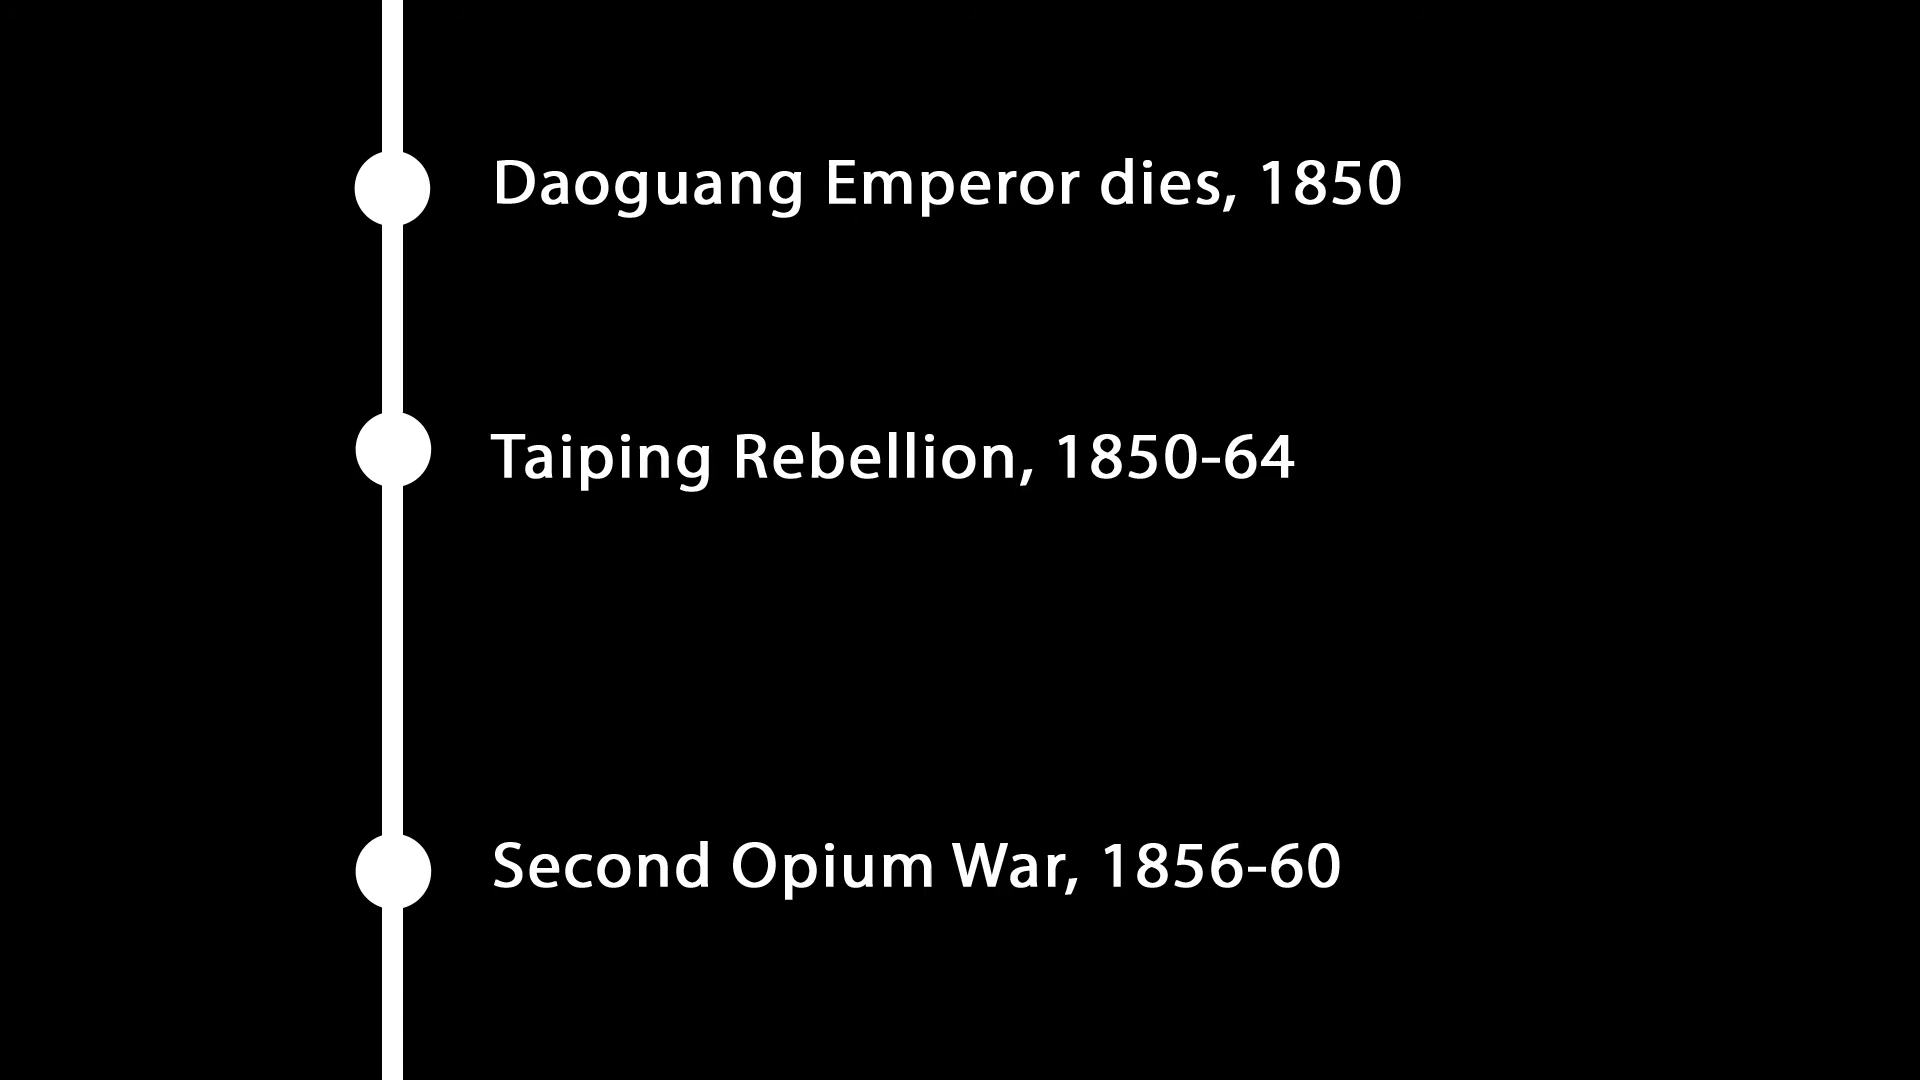 Daoguang Emperor dies, 1850
Taiping Rebellion, 1850-64
Second Opium War, 1856-60